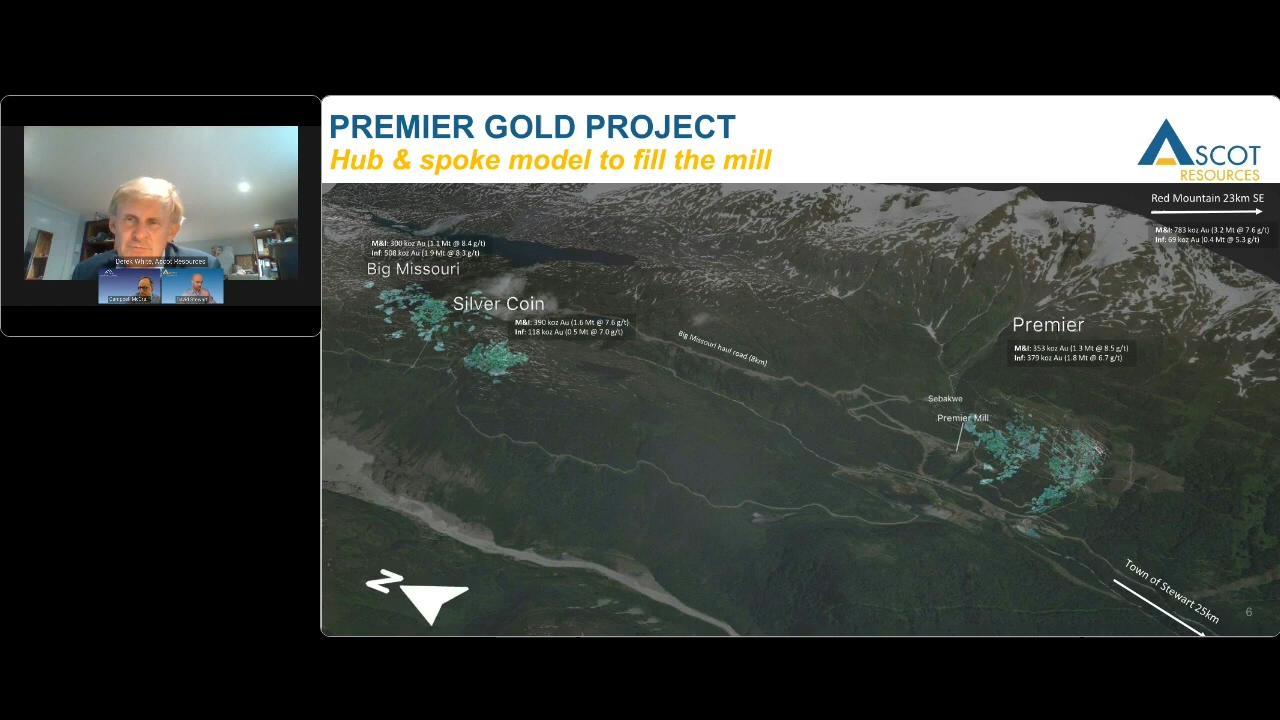 PREMIER GOLD PROJECT
Hub & spoke model to fill the mill
ASCOT
RESOURCES
Red Mountain 23km SE
M&I: 783 koz Au (3.2 Mt @ 7.6 g/t)
Inf: 69 koz Au (0.4 Mt @ 5.3 g/t)
M&I: 300 koz Au (1.1 Mt @ 8.4 g/t)
Inf: 508 koz Au (1.9 Mt @ 8.3 g/t)
Big Missouri
Silver Coin
M&I: 390 koz Au (1.6 Mt @ 7.6 g/t)
Inf: 118 koz Au (0.5 Mt @ 7.0 g/t)
Big Missouri haul road (8km)
Premier
M&I: 353 koz Au (1.3 Mt @ 8.5 g/t)
Inf: 379 koz Au (1.8 Mt @ 6.7 g/t)
Sebakwe
Premier Mill
Town of Stewart 25km
N
6
Derek White, Ascot Resources
Campbell McCra
David Stewart